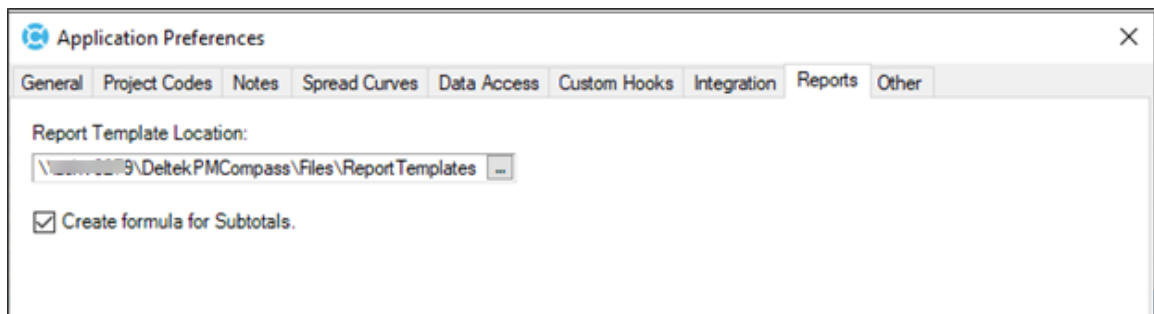 Application Preferences
General Project Codes Notes Spread Curves Data Access Custom Hooks Integration Reports Other
Report Template Location:
\DeltekPMCompass\Files\ReportTemplates ...
Create formula for Subtotals.